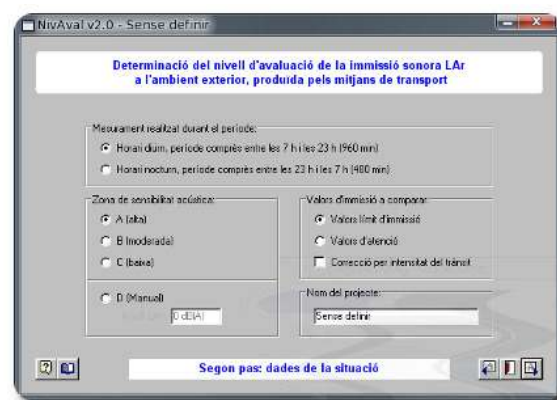 NivAval v2.0 - Sense definir
Determinació del nivell d'avaluació de la immissió sonora LAr
a l'ambient exterior, produïda pels mitjans de transport
Mesurament realitzat durant el període:
Horari diürn, període comprès entre les 7 h i les 23 h (960 min)
Horari nocturn, període comprès entre les 23 h i les 7 h (480 min)
Zona de sensibilitat acústica:
A (alta)
B (moderada)
C (baixa)
D (Manual)
0 dB(A)
Valors d'immissió a comparar:
Valors límit d'immissió
Valors d'atenció
Correcció per intensitat del trànsit
Nom del projecte:
Sense definir
Segon pas: dades de la situació